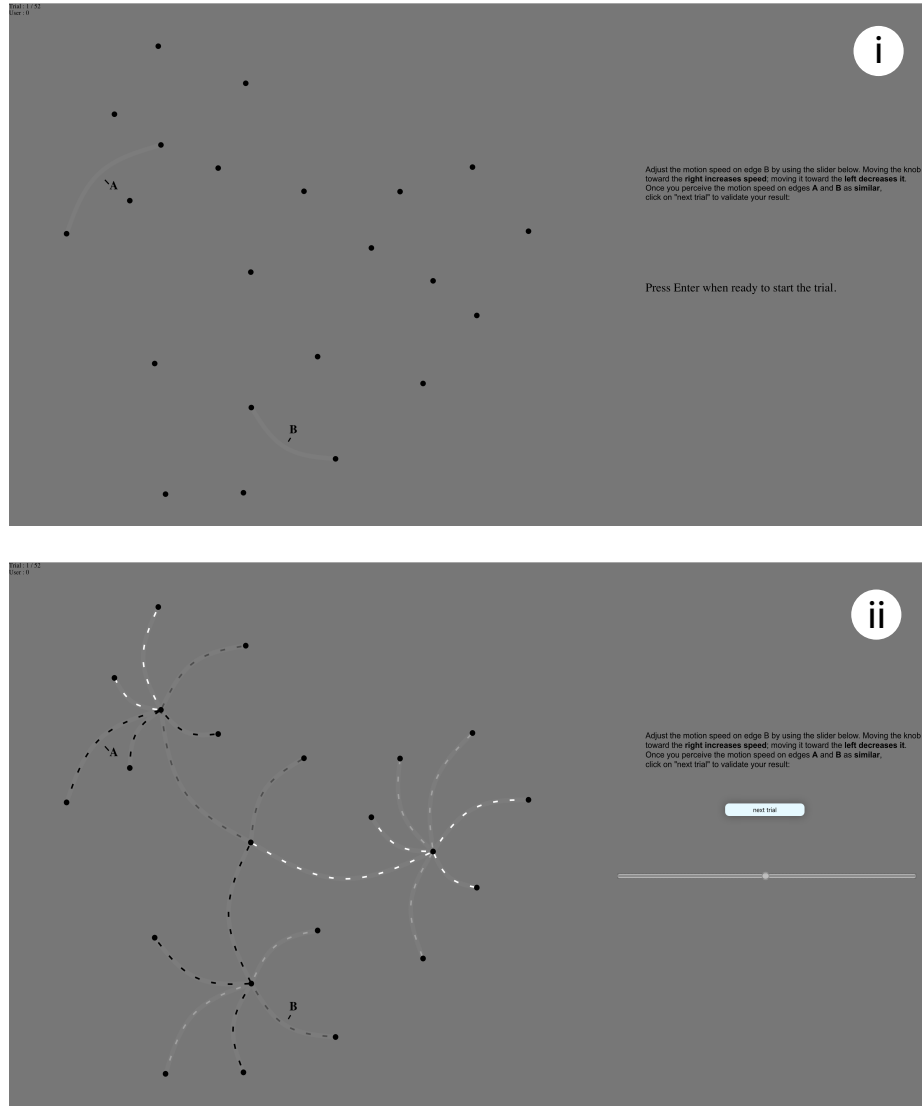 Trial : 1 / 52
User : 0
i
Adjust the motion speed on edge B by using the slider below. Moving the knob
toward the right increases speed; moving it toward the left decreases it.
Once you perceive the motion speed on edges A and B as similar,
click on "next trial" to validate your result:
A
Press Enter when ready to start the trial.
B
Trial : 1 / 52
User : 0
ii
Adjust the motion speed on edge B by using the slider below. Moving the knob
toward the right increases speed; moving it toward the left decreases it.
Once you perceive the motion speed on edges A and B as similar,
click on "next trial" to validate your result:
A
next trial
B